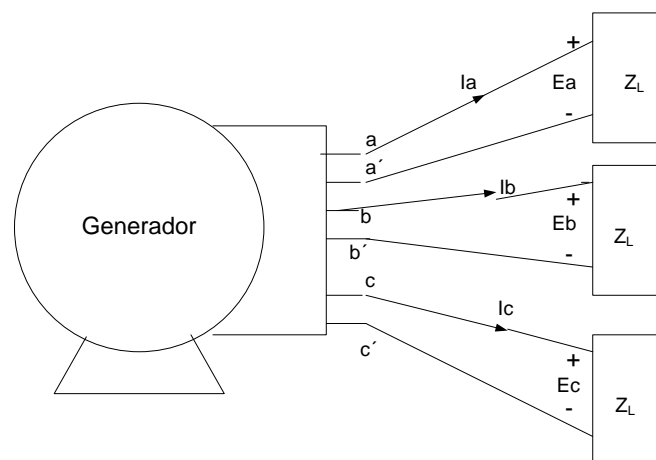 Generador
a
a´
b
b´
c
c´
Ia
+
Ea
-
Z_L
Ib
+
Eb
-
Z_L
Ic
+
Ec
-
Z_L